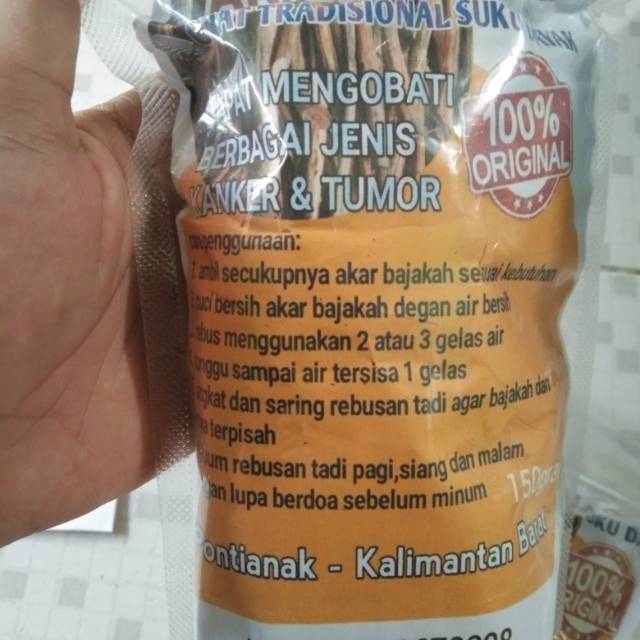 TRADISIONAL SUKU
MENGOBATI
BERBAGAI JENIS
KANKER & TUMOR
100%
ORIGINAL
ambil secukupnya akar bajakah sesuai kebutuhan
cuci bersih akar bajakah degan air bersih
rebus menggunakan 2 atau 3 gelas air
tunggu sampai air tersisa 1 gelas
angkat dan saring rebusan tadi agar bajakah dan
terpisah
rebusan tadi pagi,siang dan malam
lupa berdoa sebelum minum
Pontianak - Kalimantan Barat
100%
ORIGINAL